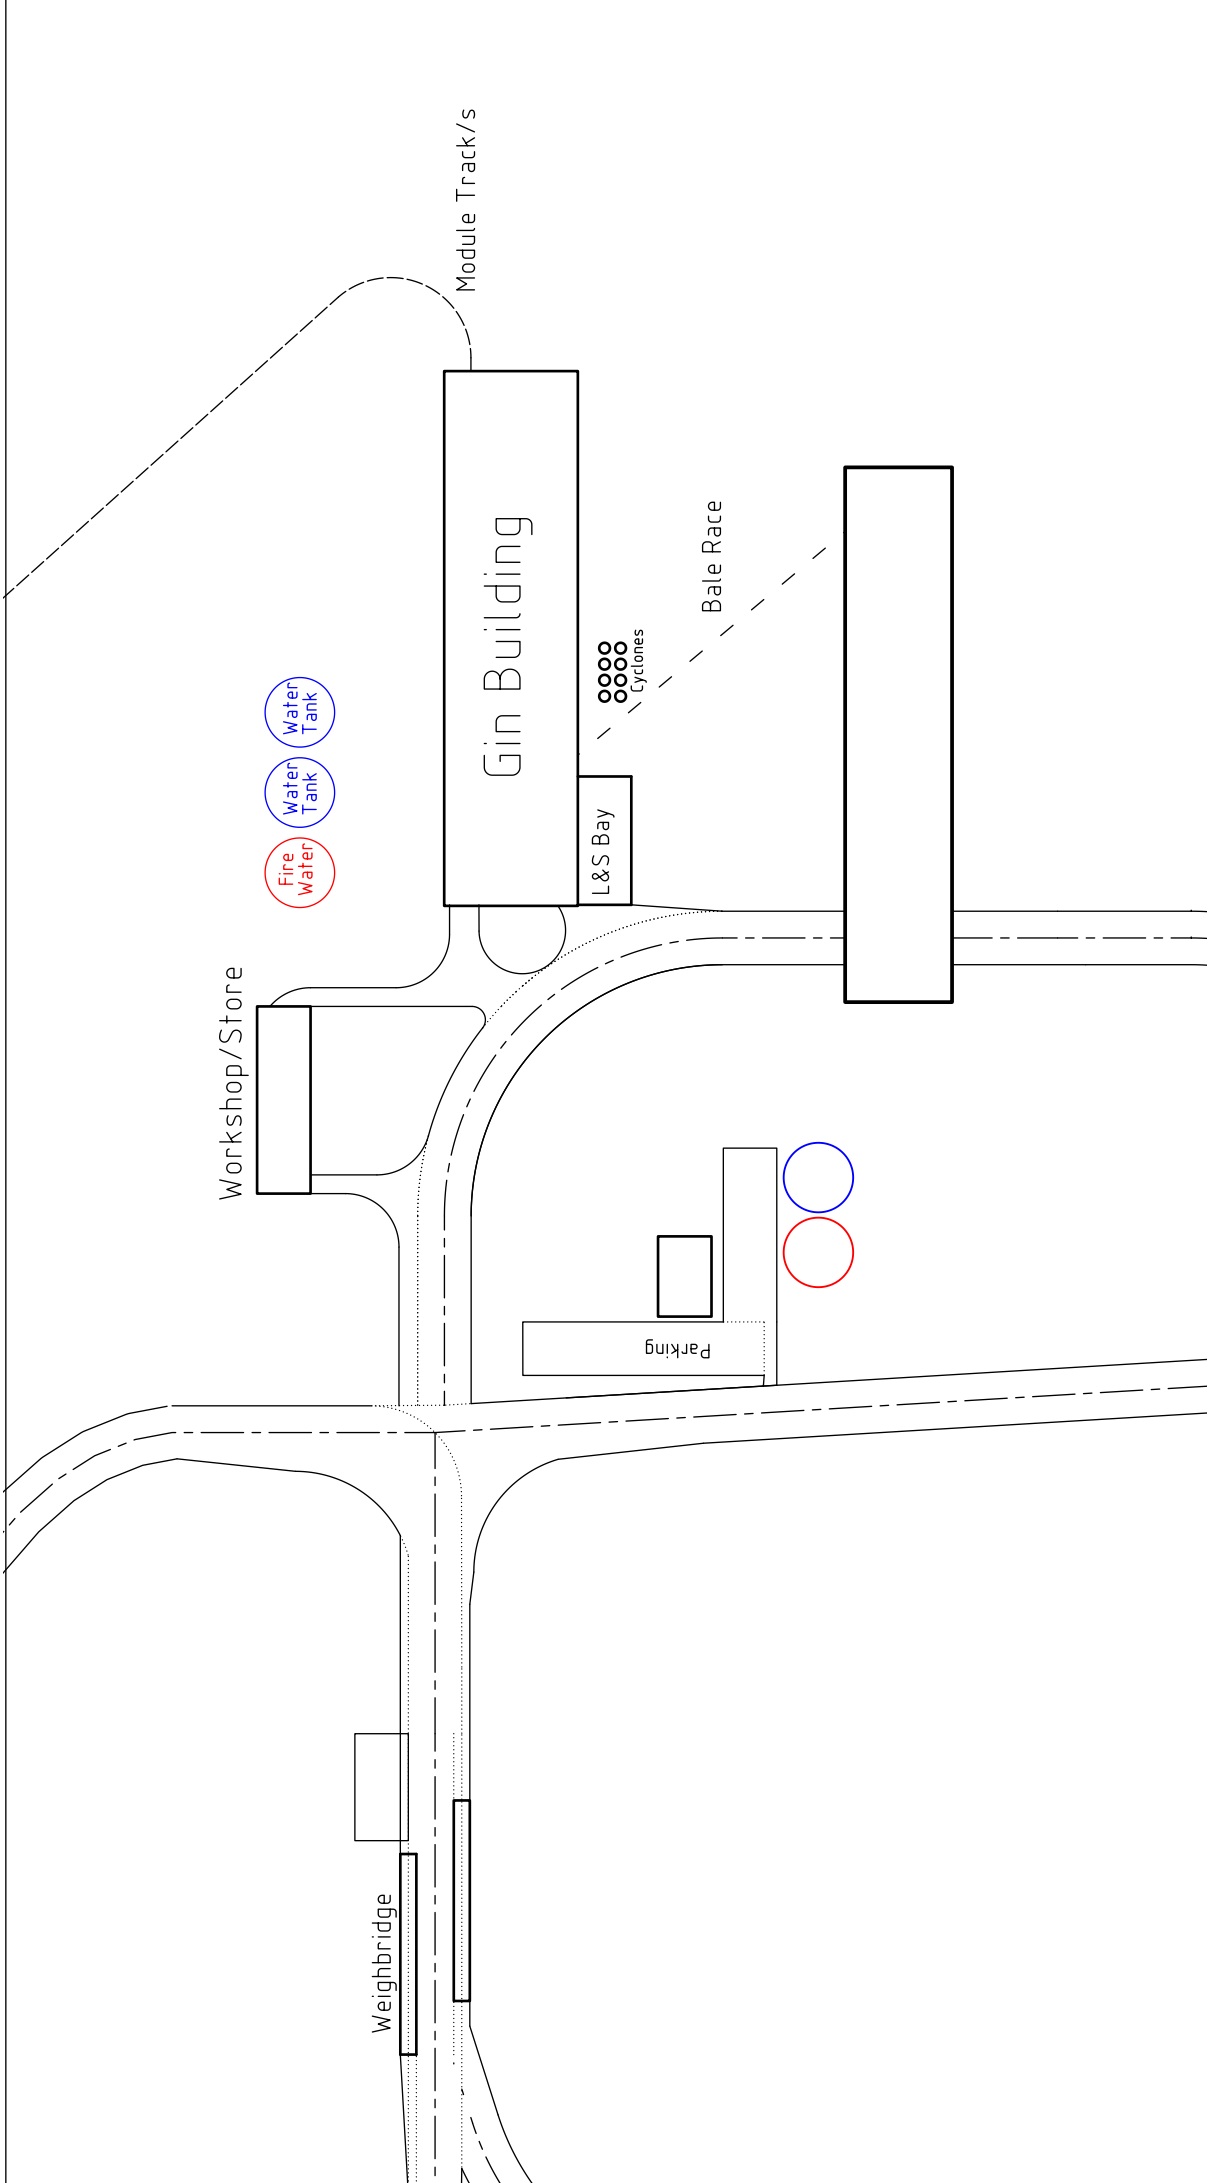 Module Track/s
Gin Building
Bale Race
Cyclones
Water
Tank
Water
Tank
Fire
Water
L&S Bay
Workshop/Store
Parking
Weighbridge